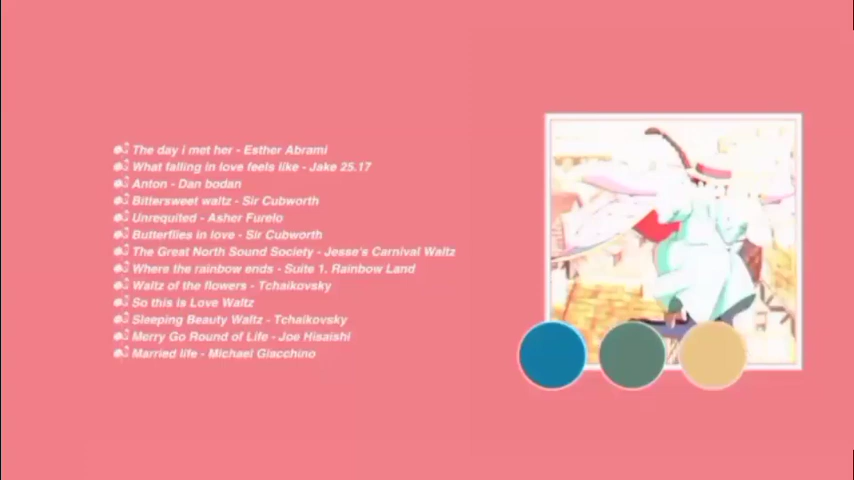 The day i met her - Esther Abrami
What falling in love feels like - Jake 25.17
Anton - Dan bodan
Bittersweet waltz - Sir Cubworth
Unrequited - Asher Furelo
Butterflies in love - Sir Cubworth
The Great North Sound Society - Jesse's Carnival Waltz
Where the rainbow ends - Suite 1. Rainbow Land
Waltz of the flowers - Tchaikovsky
So this is Love Waltz
Sleeping Beauty Waltz - Tchaikovsky
Merry Go Round of Life - Joe Hisaishi
Married life - Michael Giacchino